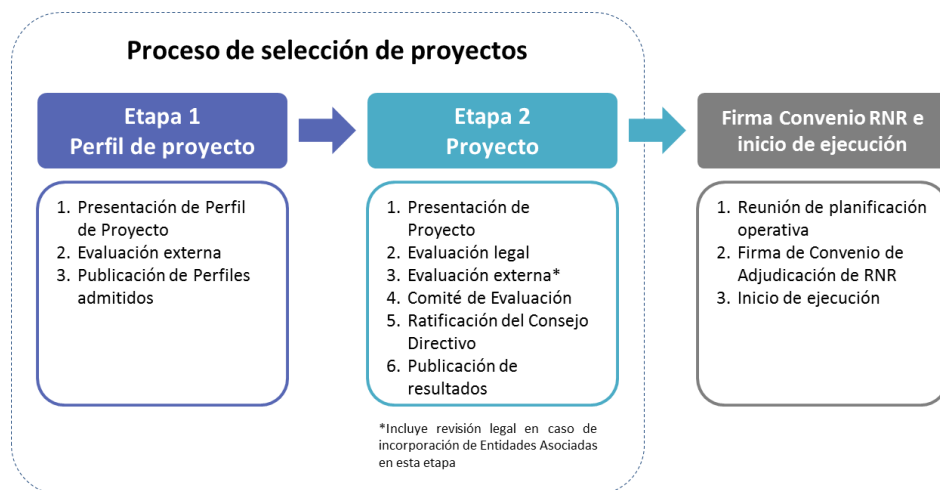 Proceso de selección de proyectos
Etapa 1
Perfil de proyecto
1. Presentación de Perfil
de Proyecto
2. Evaluación externa
3. Publicación de Perfiles
admitidos
Etapa 2
Proyecto
1. Presentación de
Proyecto
2. Evaluación legal
3. Evaluación externa*
4. Comité de Evaluación
5. Ratificación del Consejo
Directivo
6. Publicación de
resultados
*Incluye revisión legal en caso de
incorporación de Entidades Asociadas
en esta etapa
Firma Convenio RNR e
inicio de ejecución
1. Reunión de planificación
operativa
2. Firma de Convenio de
Adjudicación de RNR
3. Inicio de ejecución